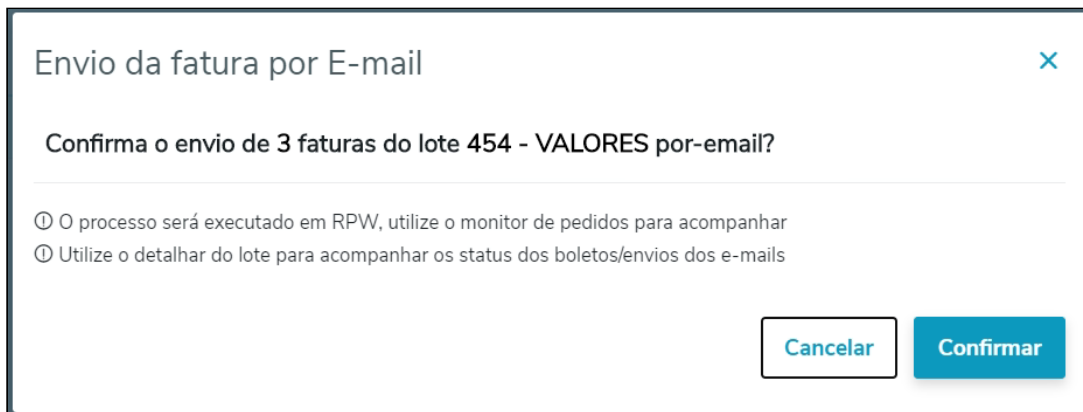 Envio da fatura por E-mail
Confirma o envio de 3 faturas do lote 454 - VALORES por-email?
O processo será executado em RPW, utilize o monitor de pedidos para acompanhar
Utilize o detalhar do lote para acompanhar os status dos boletos/envios dos e-mails
Cancelar Confirmar